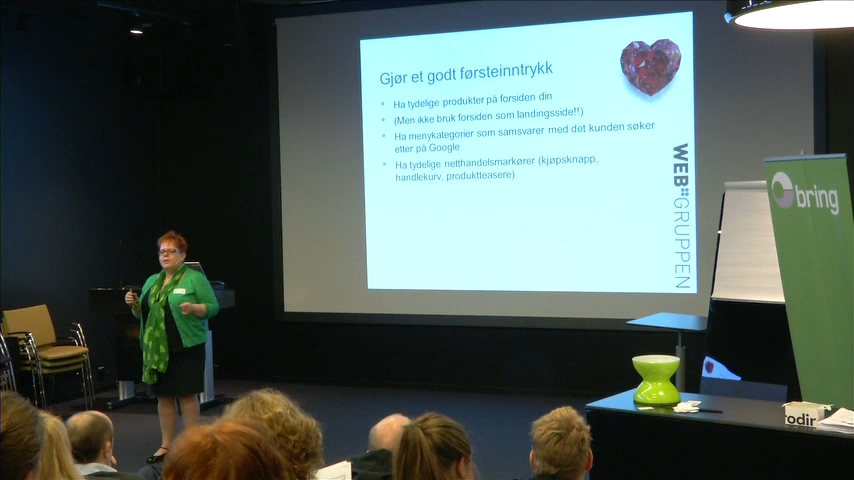 Gjør et godt førsteinntrykk
Ha tydelige produkter på forsiden din
(Men ikke bruk forsiden som landingsside!!)
Ha menykategorier som samsvarer med det kunden søker
etter på Google
Ha tydelige netthandelsmarkører (kjøpsknapp,
handlekurv, produktteasere)
WEB GRUPPEN
bring
rodir